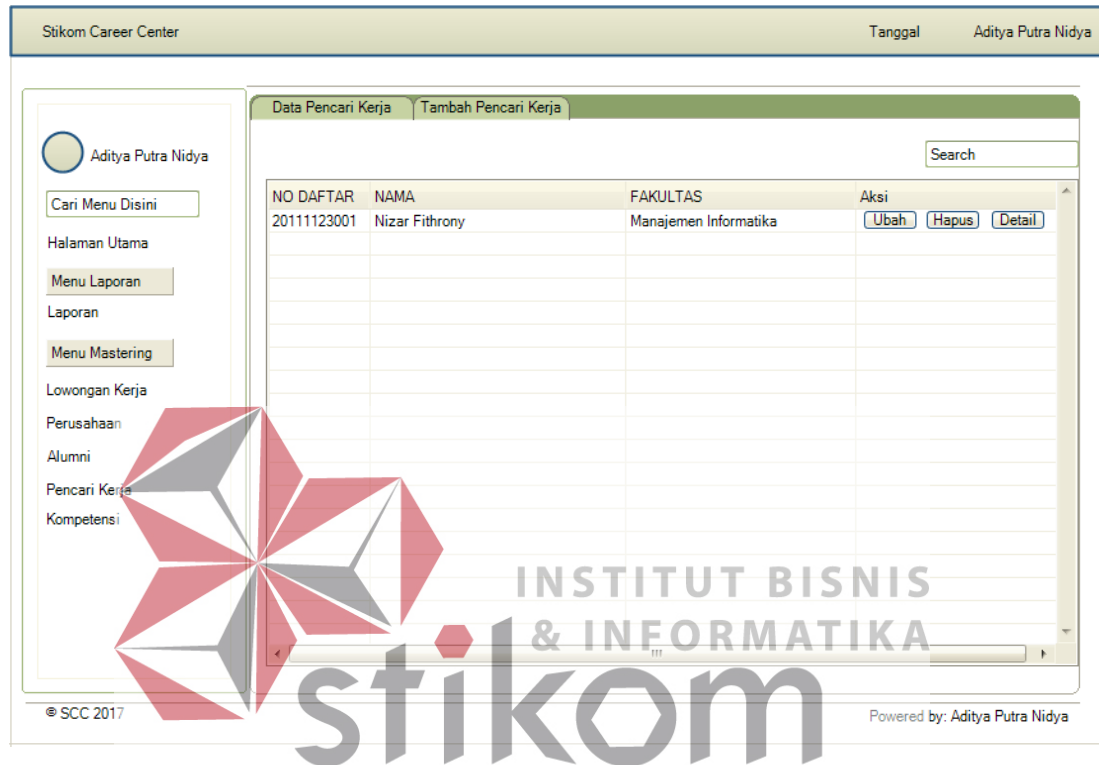 Stikom Career Center
Tanggal
Aditya Putra Nidya
Data Pencari Kerja
Tambah Pencari Kerja
Aditya Putra Nidya
Search
Cari Menu Disini
NO DAFTAR NAMA FAKULTAS Aksi
20111123001 Nizar Fithrony Manajemen Informatika Ubah Hapus Detail
Halaman Utama
Menu Laporan
Laporan
Menu Mastering
Lowongan Kerja
Perusahaan
Alumni
Pencari Kerja
Kompetensi
INSTITUT BISNIS
& INFORMATIKA
stikom
© SCC 2017
Powered by: Aditya Putra Nidya